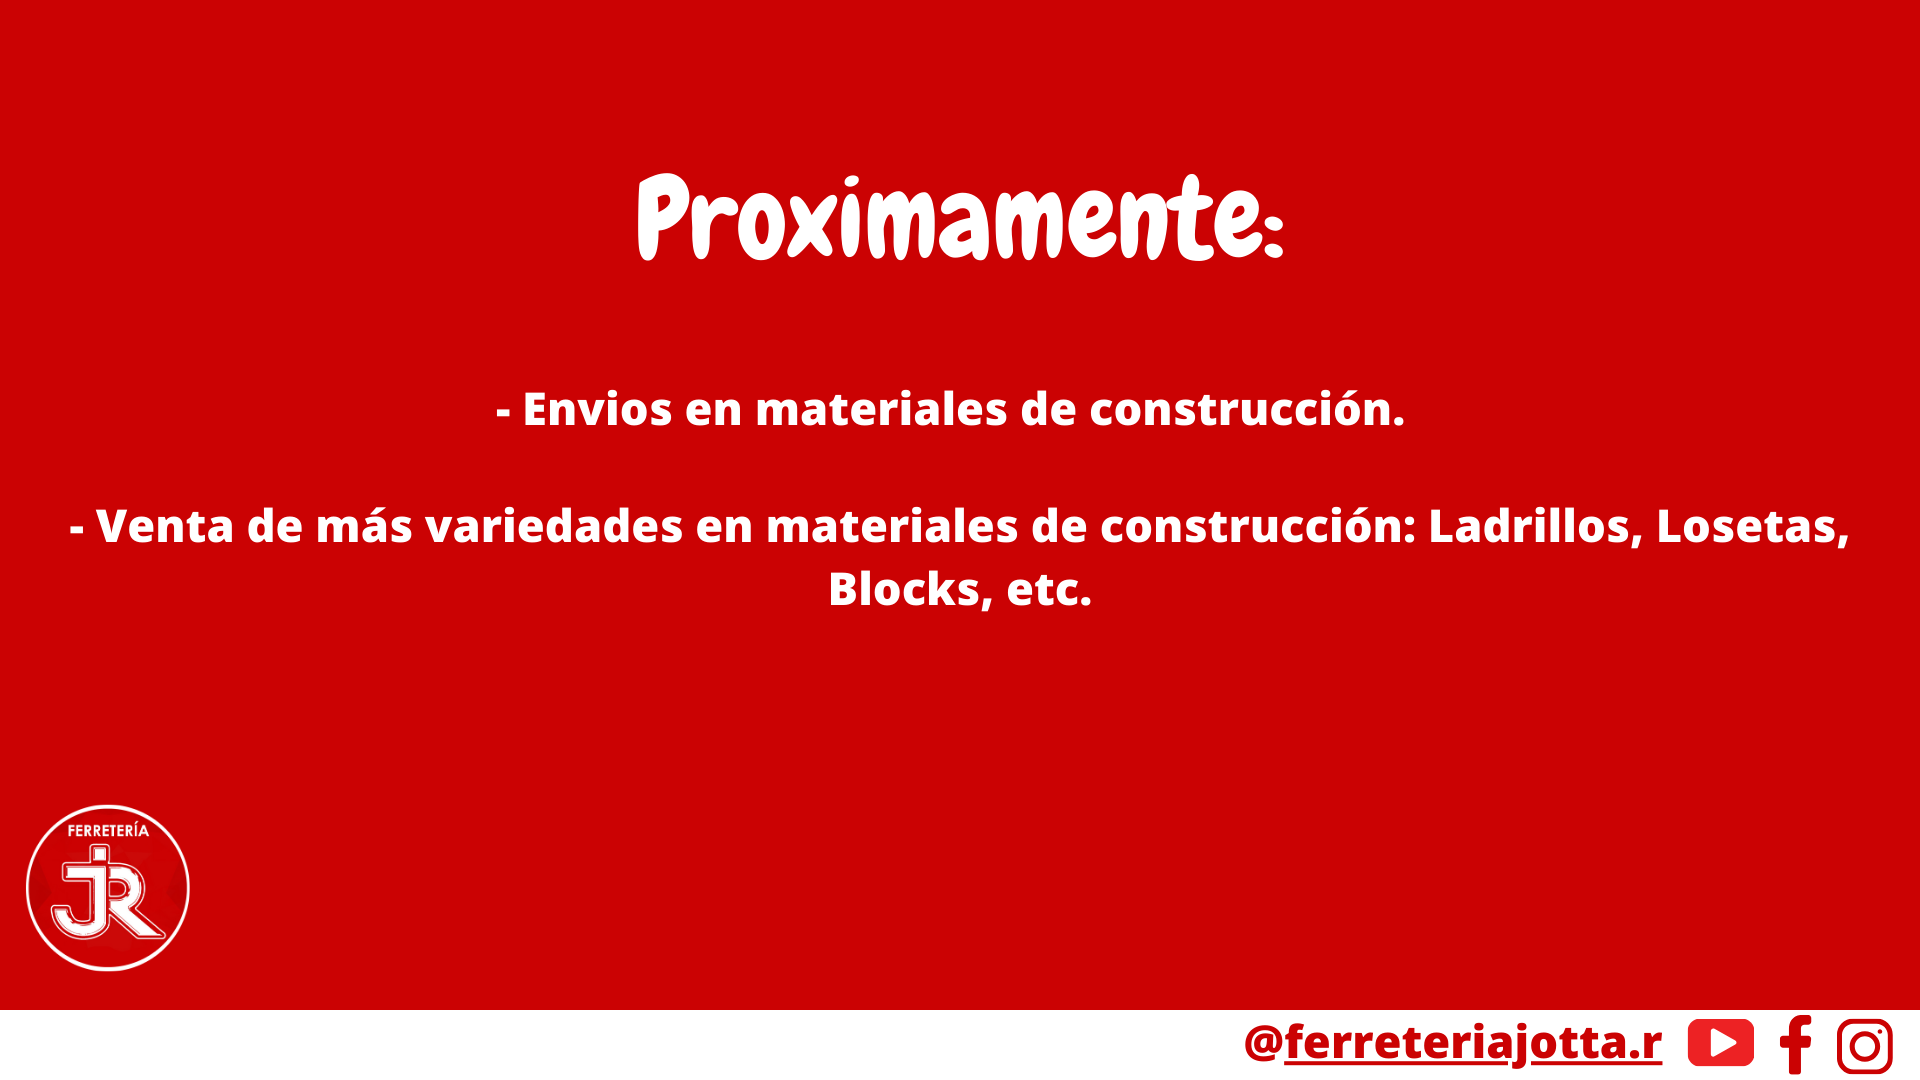 Proximamente:
- Envios en materiales de construcción.
- Venta de más variedades en materiales de construcción: Ladrillos, Losetas,
Blocks, etc.
FERRETERÍA
JR
@ferreteriajotta.r